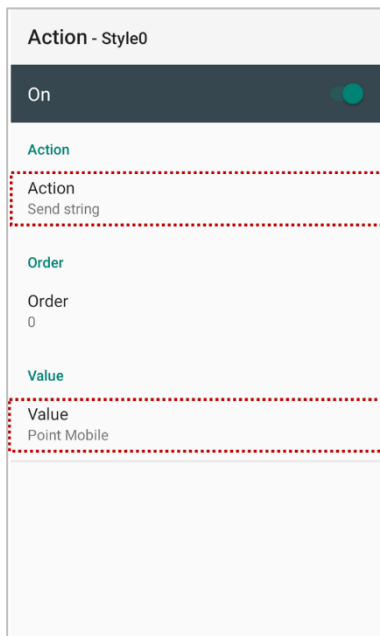 Action - Style0
On
Action
Action
Send string
Order
Order
0
Value
Value
Point Mobile